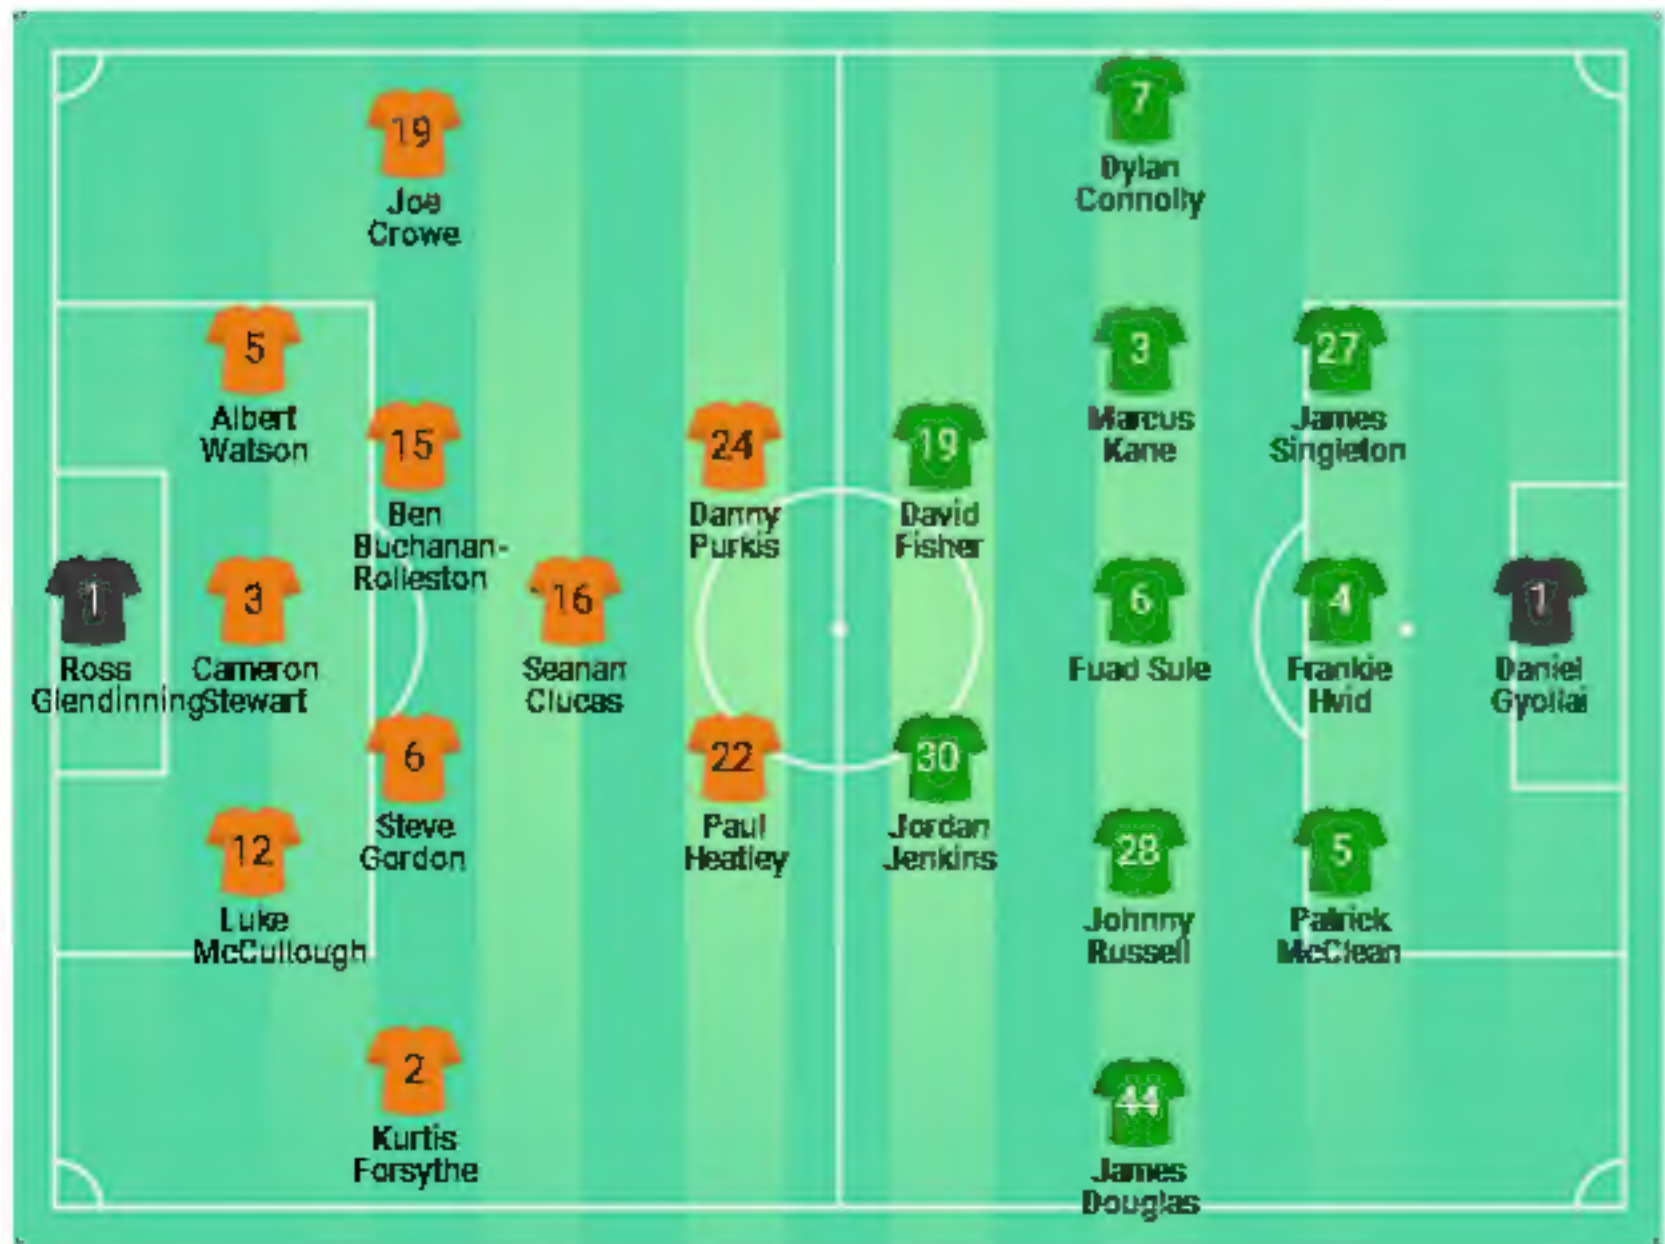 19
Joe
Crowe
5
Albert
Watson
15
Ben
Buchanan-
Rolleston
1
Ross
Glendinning
3
Cameron
Stewart
16
Seanan
Clucas
6
Steve
Gordon
12
Luke
McCullough
2
Kurtis
Forsythe
24
Danny
Purkis
22
Paul
Heatley
19
David
Fisher
30
Jordan
Jenkins
7
Dylan
Connolly
3
Marcus
Kane
6
Fuad Sule
28
Johnny
Russell
44
James
Douglas
27
James
Singleton
4
Frankie
Hvid
5
Patrick
McClean
1
Daniel
Gyollai